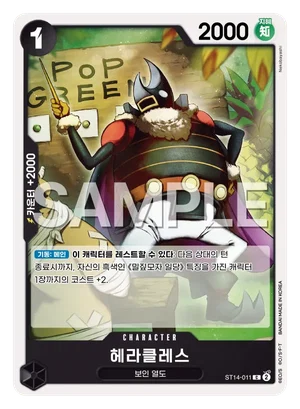 1
2000
知
POP
GREEN
카운터 +2000
SAMPLE
기동: 메인 이 캐릭터를 레스트할 수 있다: 다음 상대의 턴
종료시까지, 자신의 흑색인 《밀짚모자 일당》 특징을 가진 캐릭터
1장까지의 코스트 +2.
CHARACTER
헤라클레스
보인 열도
ST14-011 C
2
BANDAI MADE IN KOREA